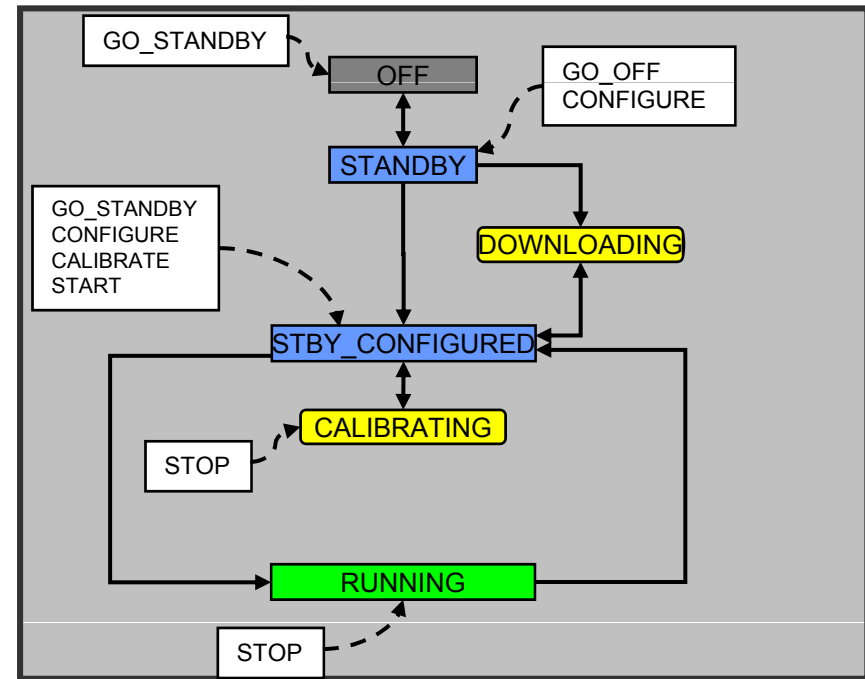 GO_STANDBY
OFF
GO_OFF
CONFIGURE
STANDBY
GO_STANDBY
CONFIGURE
CALIBRATE
START
DOWNLOADING
STBY_CONFIGURED
CALIBRATING
STOP
RUNNING
STOP